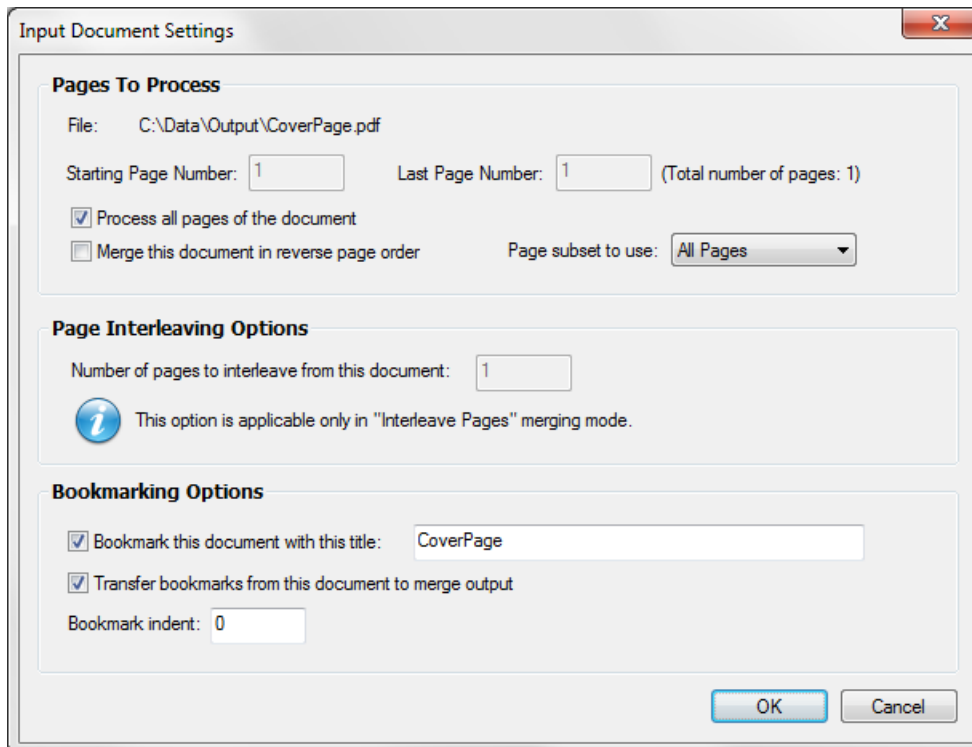 Input Document Settings
Pages To Process
File: C:\Data\Output\CoverPage.pdf
Starting Page Number: 1 Last Page Number: 1 (Total number of pages: 1)
Process all pages of the document
Merge this document in reverse page order Page subset to use: All Pages
Page Interleaving Options
Number of pages to interleave from this document: 1
This option is applicable only in "Interleave Pages" merging mode.
Bookmarking Options
Bookmark this document with this title: CoverPage
Transfer bookmarks from this document to merge output
Bookmark indent: 0
OK Cancel